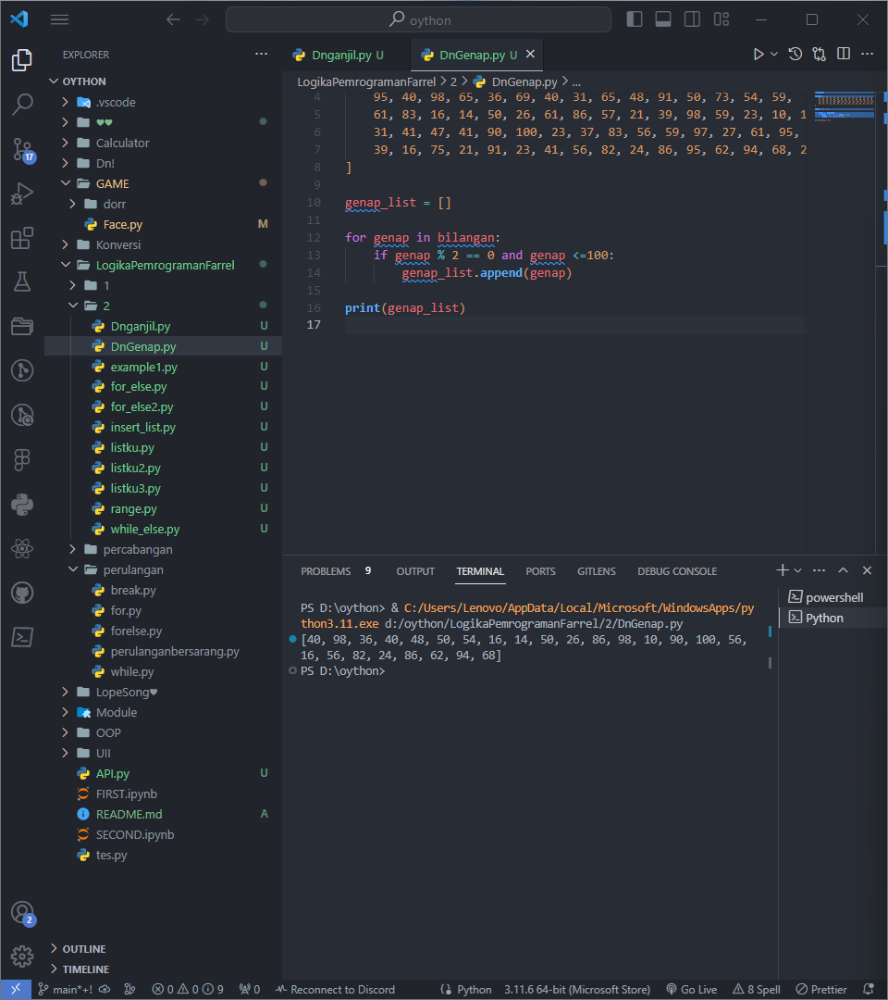 oython
EXPLORER
OYTHON
.vscode
♥♥
Calculator
Dn!
GAME
dorr
Face.py M
Konversi
LogikaPemrogramanFarrel
1
2
Dnganjil.py U
DnGenap.py U
example1.py U
for_else.py U
for_else2.py U
insert_list.py U
listku.py U
listku2.py U
listku3.py U
range.py U
while_else.py U
percabangan
perulangan
break.py
for.py
forelse.py
perulanganbersarang.py
while.py
LopeSong♥
Module
OOP
UII
API.py U
FIRST.ipynb
README.md A
SECOND.ipynb
tes.py
OUTLINE
TIMELINE
17
2
Dnganjil.py U DnGenap.py U
LogikaPemrogramanFarrel > 2 > DnGenap.py > ...
4 95, 40, 98, 65, 36, 69, 40, 31, 65, 48, 91, 50, 73, 54, 59,
5 61, 83, 16, 14, 50, 26, 61, 86, 57, 21, 39, 98, 59, 23, 10, 1
6 31, 41, 47, 41, 90, 100, 23, 37, 83, 56, 59, 97, 27, 61, 95,
7 39, 16, 75, 21, 91, 23, 41, 56, 82, 24, 86, 95, 62, 94, 68, 2
8 ]
9
10 genap_list = []
11
12 for genap in bilangan:
13 if genap % 2 == 0 and genap <=100:
14 genap_list.append(genap)
15
16 print(genap_list)
17
PROBLEMS 9 OUTPUT TERMINAL PORTS GITLENS DEBUG CONSOLE
PS D:\oython> & C:/Users/Lenovo/AppData/Local/Microsoft/WindowsApps/py
thon3.11.exe d:/oython/LogikaPemrogramanFarrel/2/DnGenap.py
[40, 98, 36, 40, 48, 50, 54, 16, 14, 50, 26, 86, 98, 10, 90, 100, 56,
16, 56, 82, 24, 86, 62, 94, 68]
PS D:\oython>
powershell
Python
main*+! 0 0 9 0 Reconnect to Discord Python 3.11.6 64-bit (Microsoft Store) Go Live 8 Spell Prettier